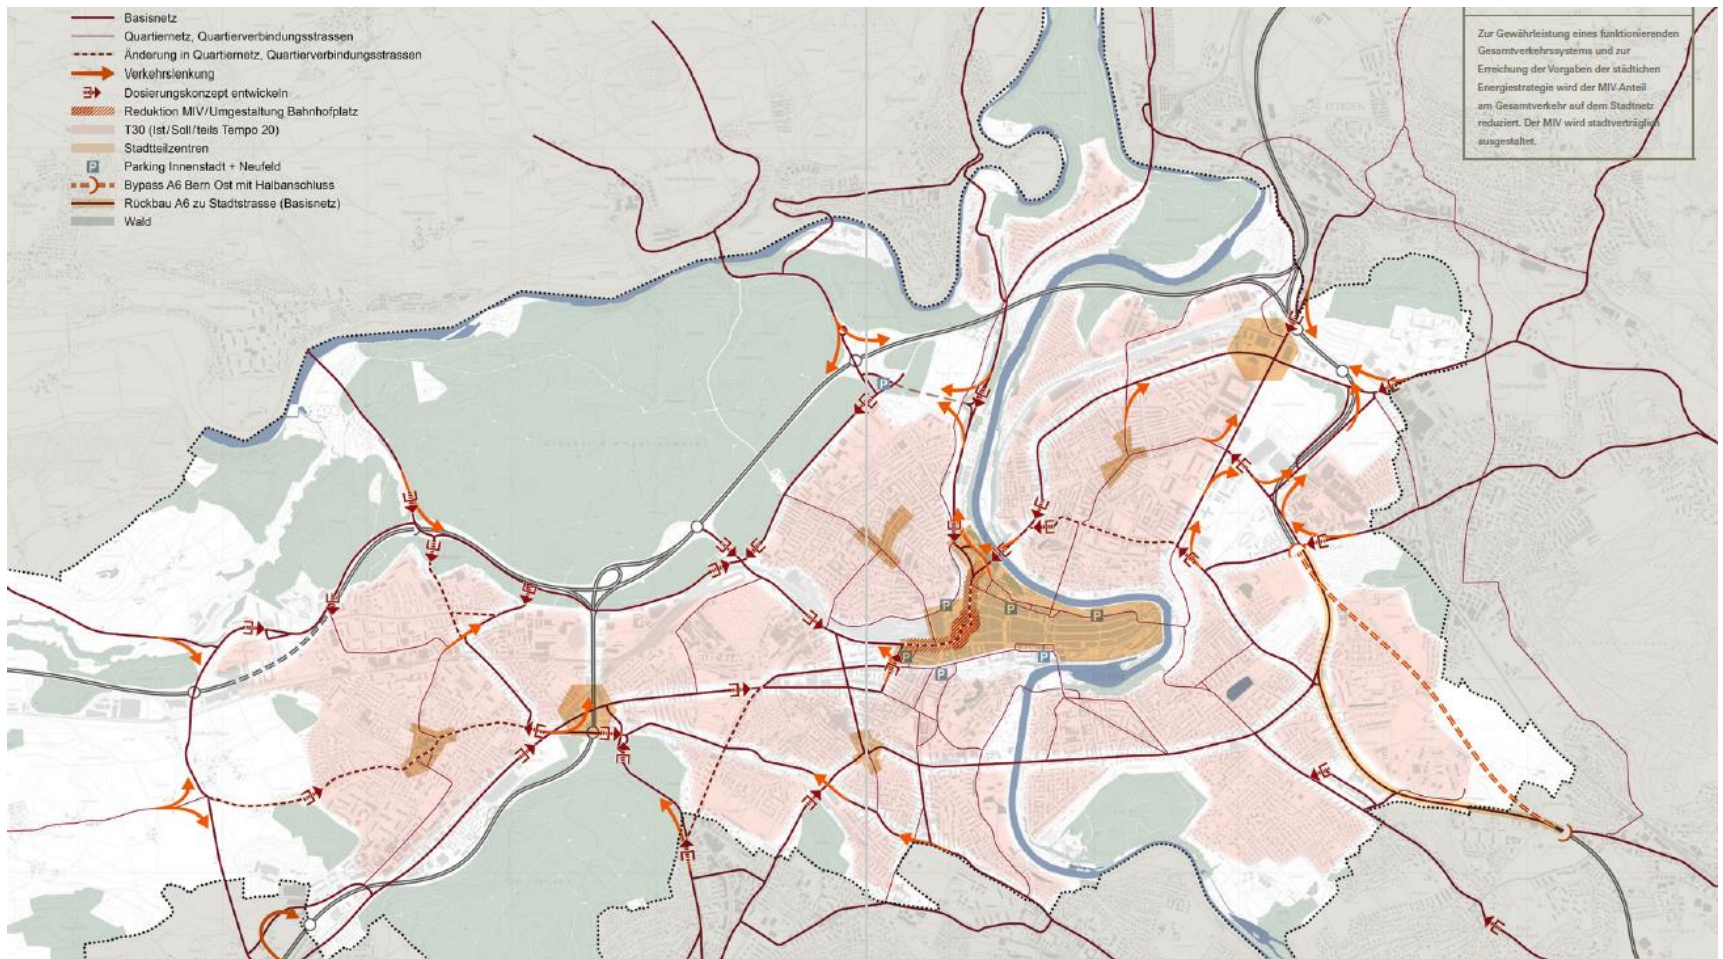 Basisnetz
Quartiernetz, Quartierverbindungsstrassen
Änderung in Quartiernetz, Quartierverbindungsstrassen
Verkehrslenkung
Dosierungskonzept entwickeln
Reduktion MIV/Umgestaltung Bahnhofplatz
T30 (Ist/Soll/teils Tempo 20)
Stadtteilzentren
P Parking Innenstadt + Neufeld
Bypass A6 Bern Ost mit Halbanschluss
Rückbau A6 zu Stadtstrasse (Basisnetz)
Wald
Zur Gewährleistung eines funktionierenden
Gesamtverkehrssystems und zur
Erreichung der Vorgaben der städtichen
Energiestrategie wird der MIV-Anteil
am Gesamtverkehr auf dem Stadtnetz
reduziert. Der MIV wird stadtverträglich
ausgestaltet.
ITTIGEN
P
P
P
P
P
P
P